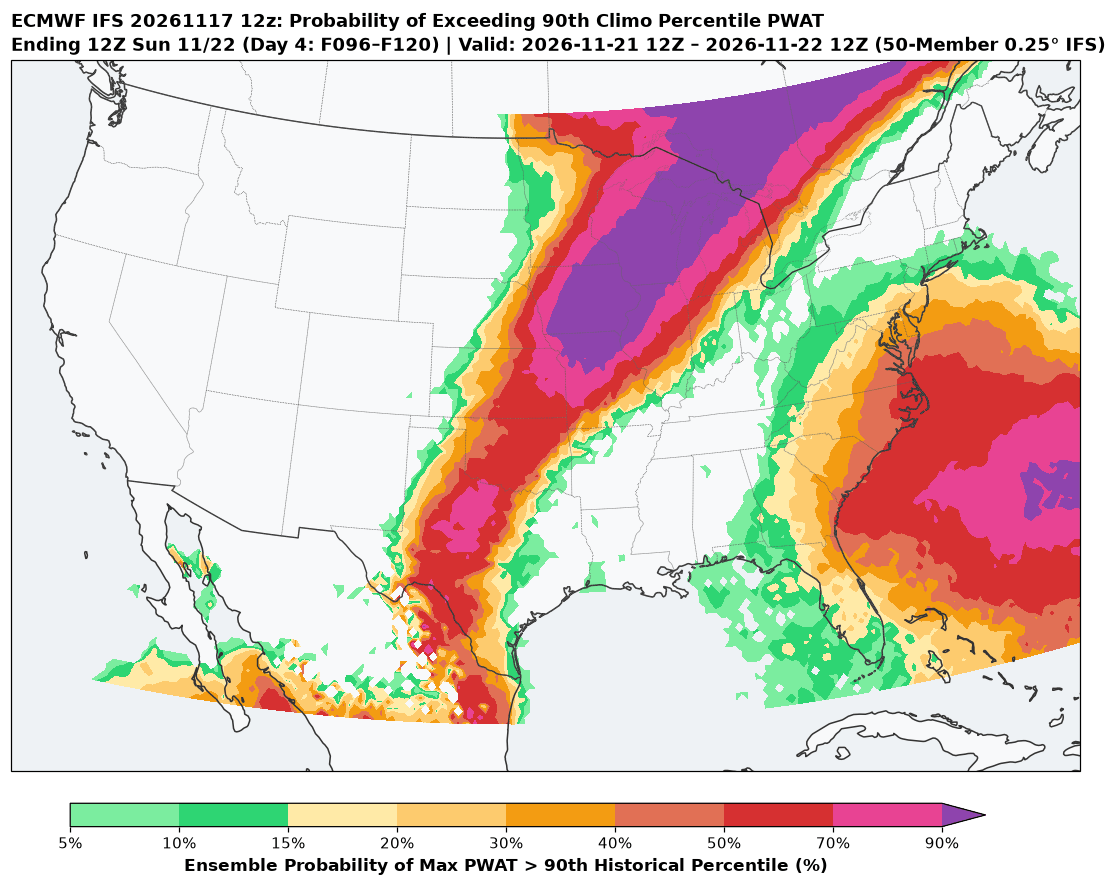 ECMWF IFS 20261117 12z: Probability of Exceeding 90th Climo Percentile PWAT
Ending 12Z Sun 11/22 (Day 4: F096–F120) | Valid: 2026-11-21 12Z – 2026-11-22 12Z (50-Member 0.25° IFS)
5% 10% 15% 20% 30% 40% 50% 70% 90%
Ensemble Probability of Max PWAT > 90th Historical Percentile (%)